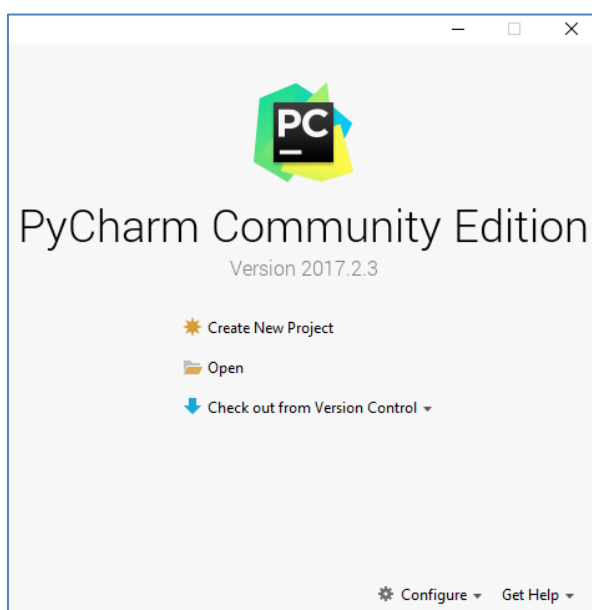 PC
PyCharm Community Edition
Version 2017.2.3
Create New Project
Open
Check out from Version Control
Configure Get Help